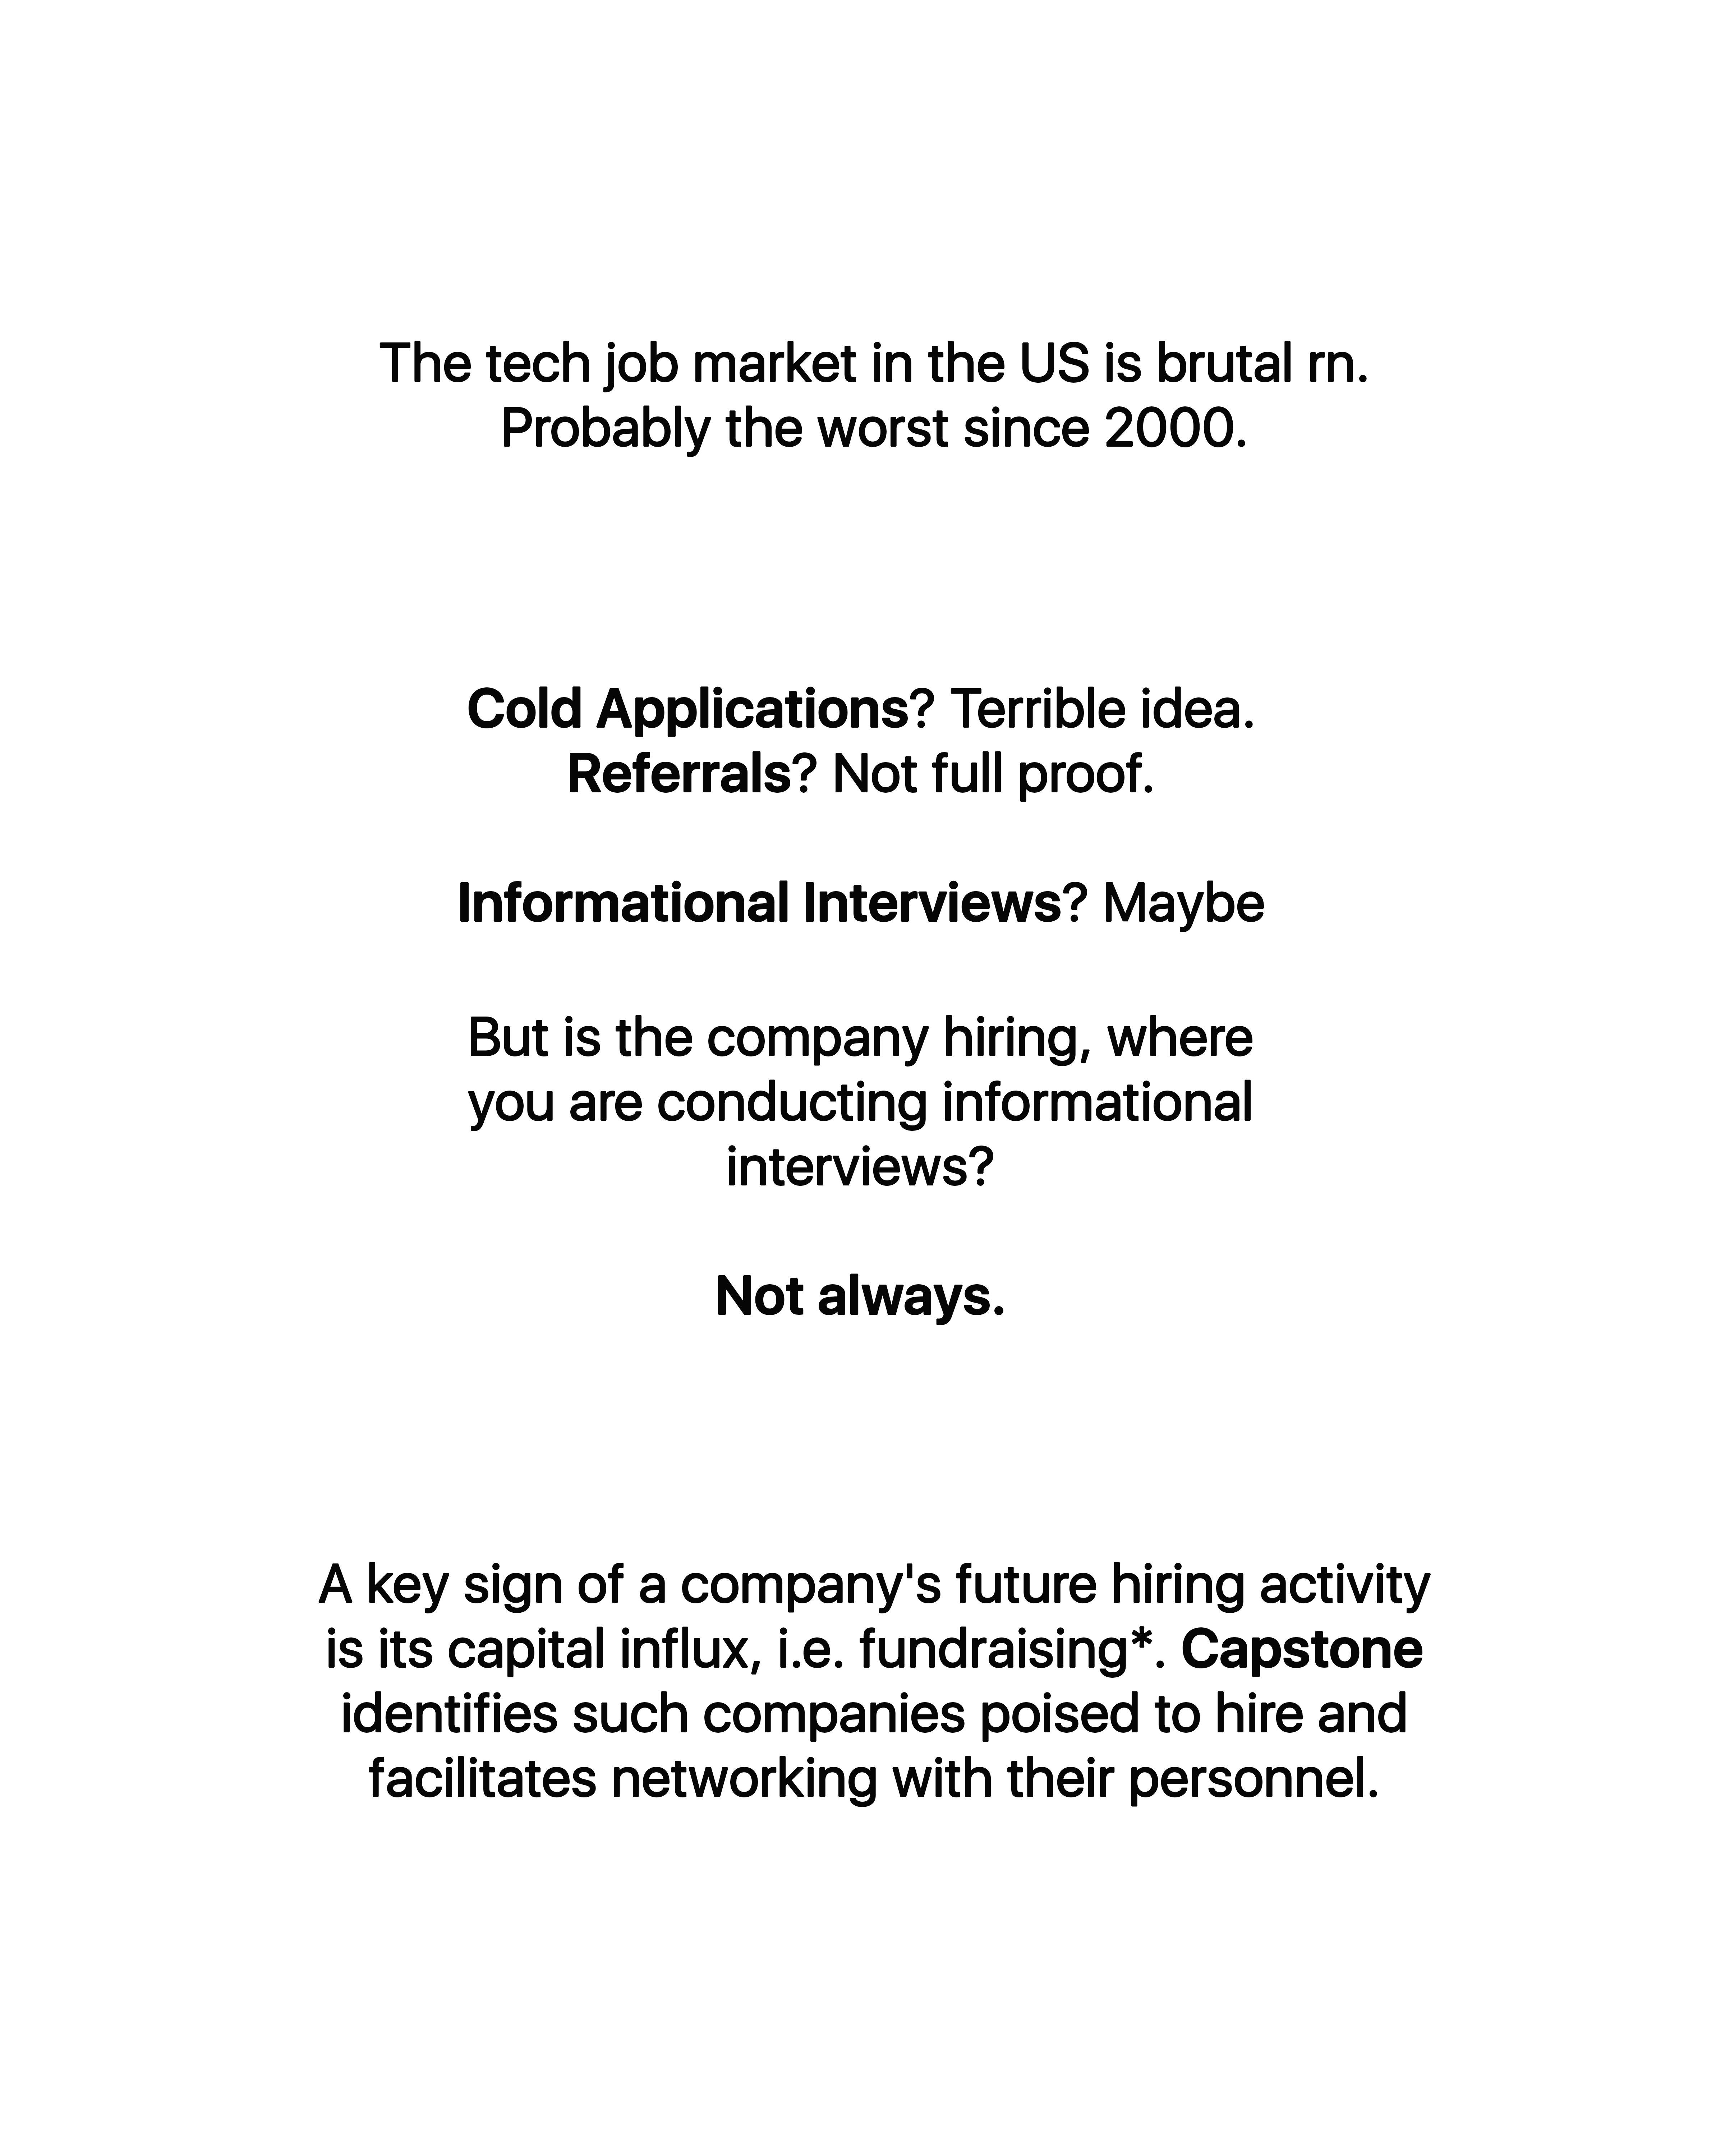 The tech job market in the US is brutal rn.
Probably the worst since 2000.
Cold Applications? Terrible idea.
Referrals? Not full proof.
Informational Interviews? Maybe
But is the company hiring, where
you are conducting informational
interviews?
Not always.
A key sign of a company's future hiring activity
is its capital influx, i.e. fundraising*. Capstone
identifies such companies poised to hire and
facilitates networking with their personnel.